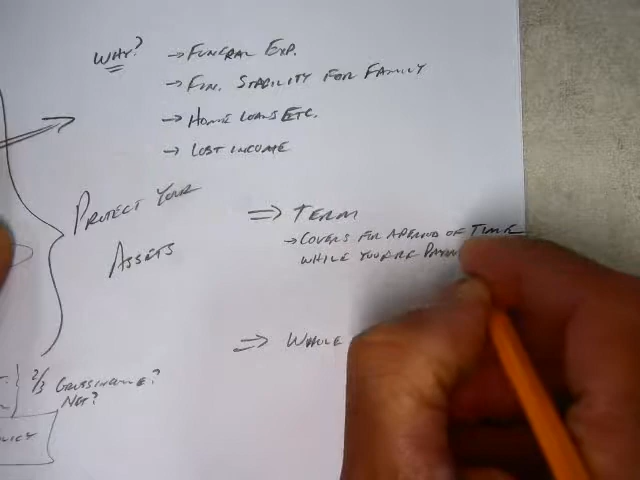 WHY? → FUNERAL EXP.
→ FIN. STABILITY FOR FAMILY
→ HOME LOANS ETC.
→ LOST INCOME
PROTECT YOUR
ASSETS
⇒ TERM
→ COVERS FOR A PERIOD OF TIME
WHILE YOU'RE
⇒ WHOLE
2/3 GROSS INCOME?
NET?